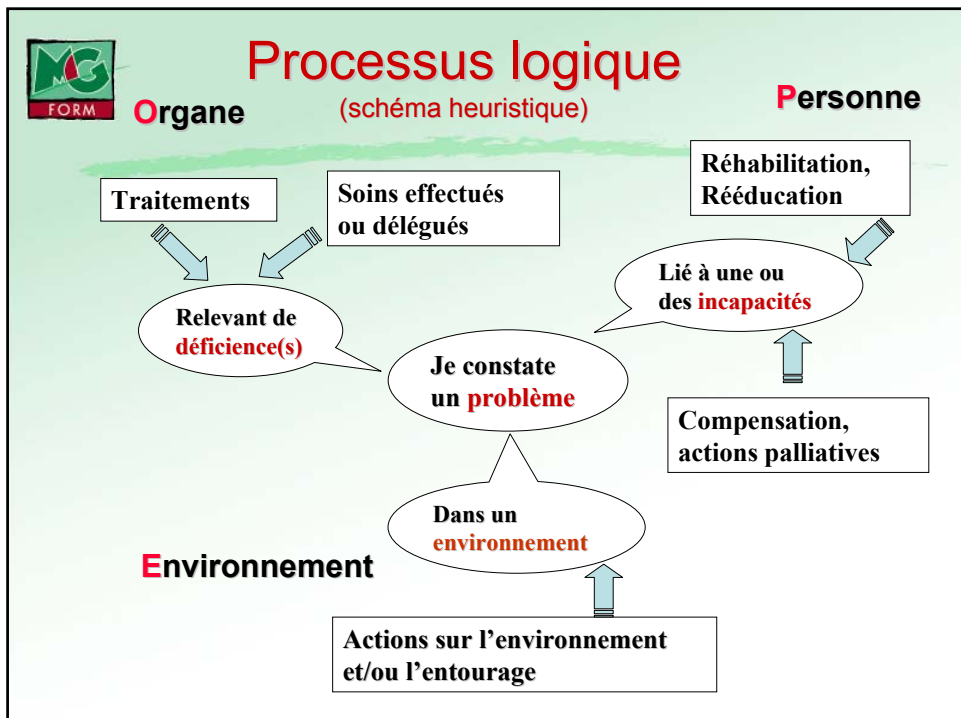 MG
FORM
Processus logique
(schéma heuristique)
Organe
Personne
Traitements
Soins effectués
ou délégués
Réhabilitation,
Rééducation
Relevant de
déficience(s)
Lié à une ou
des incapacités
Je constate
un problème
Compensation,
actions palliatives
Dans un
environnement
Environnement
Actions sur l’environnement
et/ou l’entourage